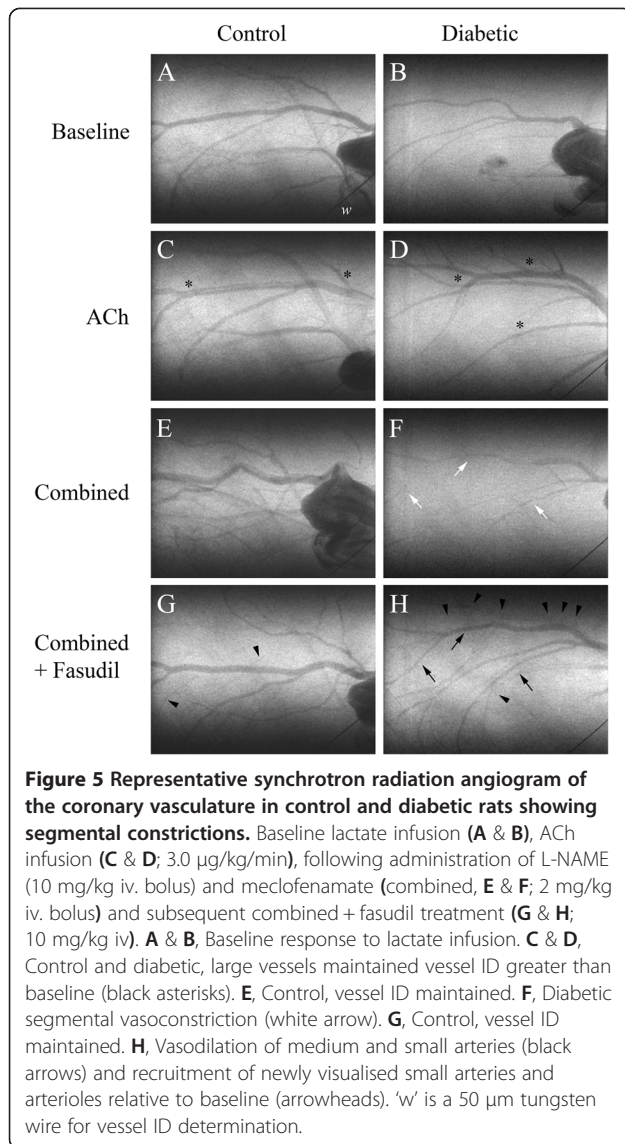 Control Diabetic
A B
Baseline
w
C D
* * * * *
ACh
E F
Combined
G H
Combined
+ Fasudil
Figure 5 Representative synchrotron radiation angiogram of
the coronary vasculature in control and diabetic rats showing
segmental constrictions. Baseline lactate infusion (A & B), ACh
infusion (C & D; 3.0 μg/kg/min), following administration of L-NAME
(10 mg/kg iv. bolus) and meclofenamate (combined, E & F; 2 mg/kg
iv. bolus) and subsequent combined + fasudil treatment (G & H;
10 mg/kg iv). A & B, Baseline response to lactate infusion. C & D,
Control and diabetic, large vessels maintained vessel ID greater than
baseline (black asterisks). E, Control, vessel ID maintained. F, Diabetic
segmental vasoconstriction (white arrow). G, Control, vessel ID
maintained. H, Vasodilation of medium and small arteries (black
arrows) and recruitment of newly visualised small arteries and
arterioles relative to baseline (arrowheads). ‘w’ is a 50 μm tungsten
wire for vessel ID determination.